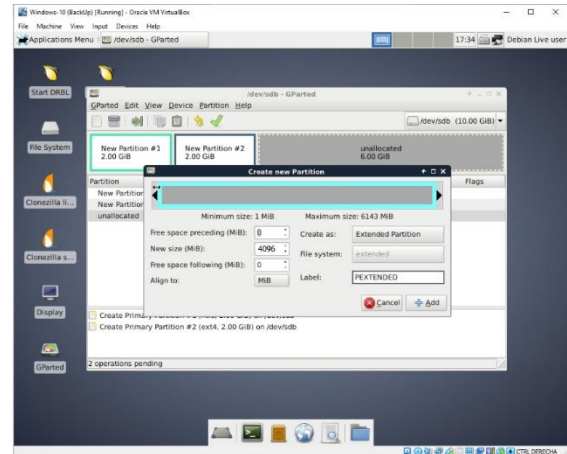 Windows-10 (BackUp) [Running] - Oracle VM VirtualBox
File Machine View Input Devices Help
Applications Menu /dev/sdb - GParted 17:34 Debian Live user
Start DRBL
/dev/sdb - GParted
GParted Edit View Device Partition Help
/dev/sdb (10.00 GiB)
File System
New Partition #1
2.00 GiB
New Partition #2
2.00 GiB
unallocated
6.00 GiB
Create new Partition
Partition Flags
New Partition
New Partition
unallocated
Clonezilla li...
Minimum size: 1 MiB Maximum size: 6143 MiB
Free space preceding (MiB): 0 Create as: Extended Partition
New size (MiB): 4096 File system: extended
Free space following (MiB): 0 Label: PEXTENDED
Align to: MiB
Clonezilla s...
Cancel Add
Display
Create Primary
Create Primary Partition #2 (ext4, 2.00 GiB) on /dev/sdb
GParted
2 operations pending
CTRL DERECHA